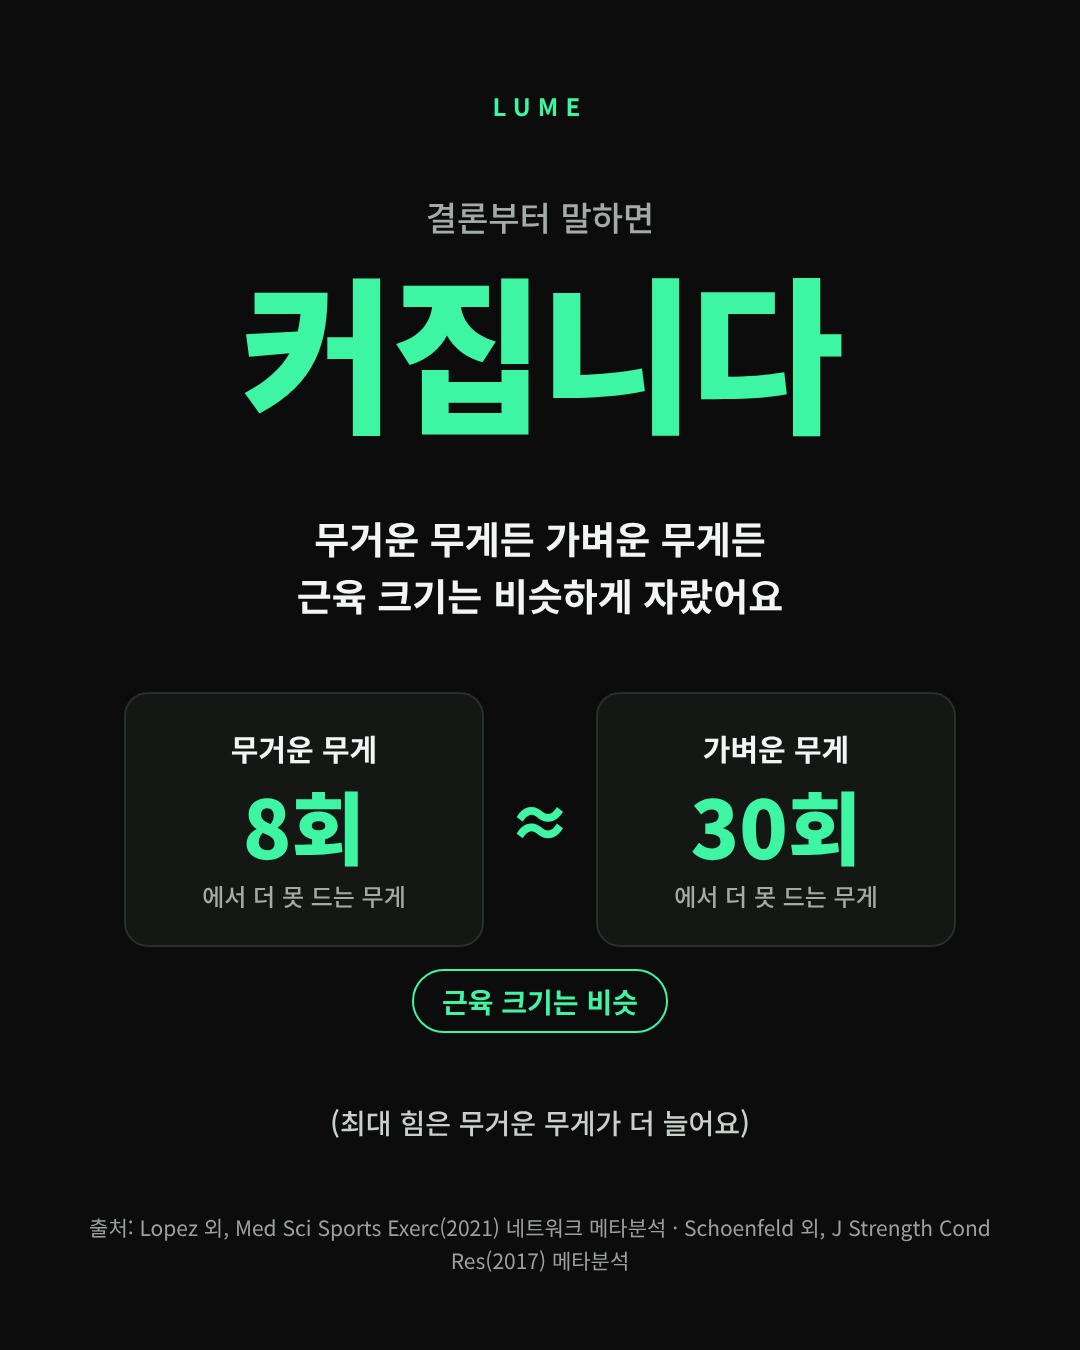 LUME
결론부터 말하면
커집니다
무거운 무게든 가벼운 무게든
근육 크기는 비슷하게 자랐어요
무거운 무게
8회
에서 더 못 드는 무게
≈
가벼운 무게
30회
에서 더 못 드는 무게
근육 크기는 비슷
(최대 힘은 무거운 무게가 더 늘어요)
출처: Lopez 외, Med Sci Sports Exerc(2021) 네트워크 메타분석 · Schoenfeld 외, J Strength Cond
Res(2017) 메타분석